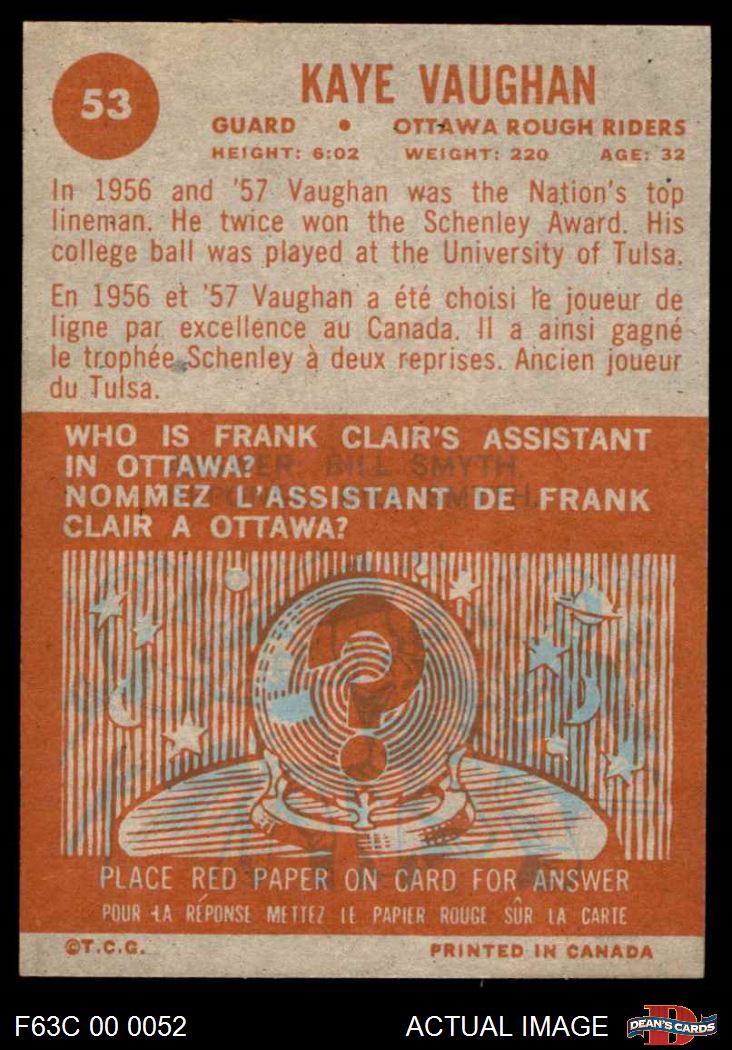 53
KAYE VAUGHAN
GUARD • OTTAWA ROUGH RIDERS
HEIGHT: 6:02 WEIGHT: 220 AGE: 32
In 1956 and '57 Vaughan was the Nation's top
lineman. He twice won the Schenley Award. His
college ball was played at the University of Tulsa.
En 1956 et '57 Vaughan a été choisi le joueur de
ligne par excellence au Canada. Il a ainsi gagné
le trophée Schenley à deux reprises. Ancien joueur
du Tulsa.
WHO IS FRANK CLAIR'S ASSISTANT
IN OTTAWA?
BILL SMYTH
NOMMEZ L'ASSISTANT DE FRANK
CLAIR A OTTAWA?
?
PLACE RED PAPER ON CARD FOR ANSWER
POUR LA RÉPONSE METTEZ LE PAPIER ROUGE SUR LA CARTE
©T.C.G. PRINTED IN CANADA
F63C 00 0052 ACTUAL IMAGE D DEAN'S CARDS